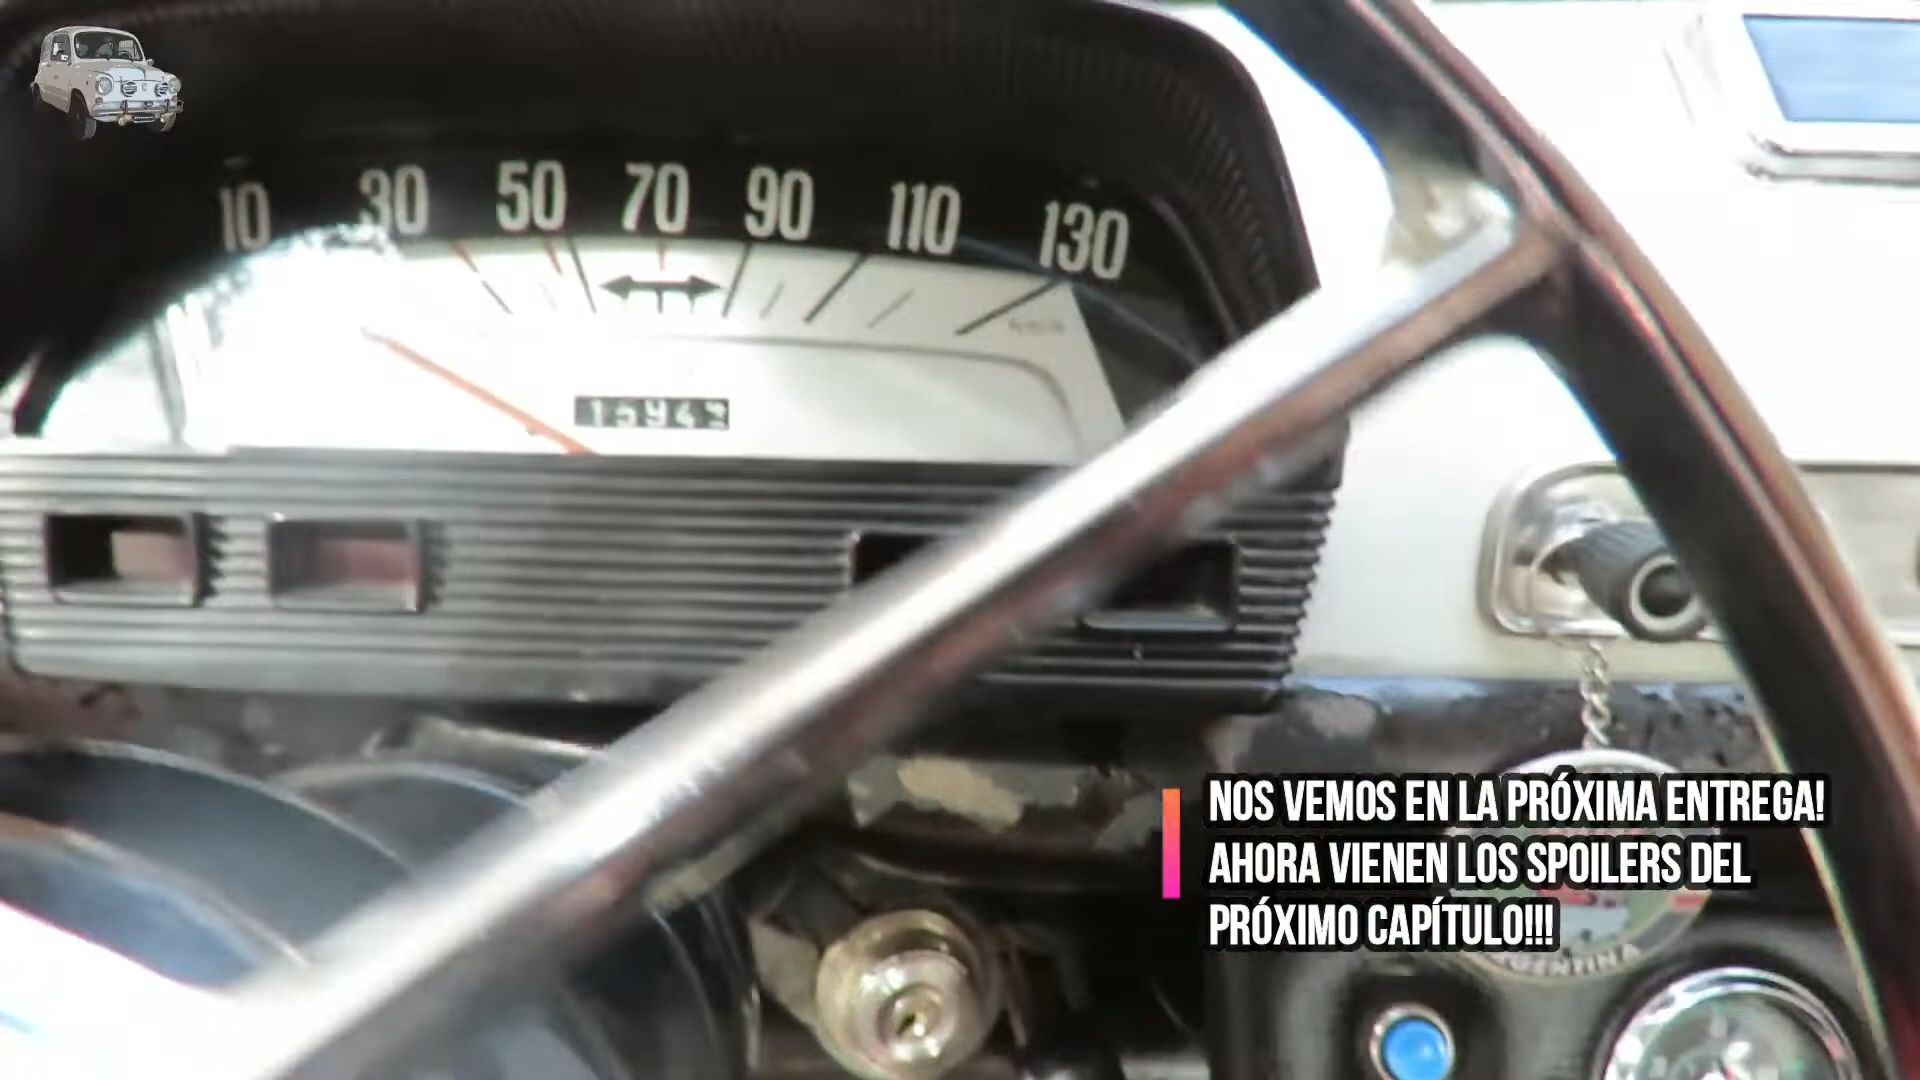 10 30 50 70 90 110 130
NOS VEMOS EN LA PRÓXIMA ENTREGA!
AHORA VIENEN LOS SPOILERS DEL
PRÓXIMO CAPÍTULO!!!